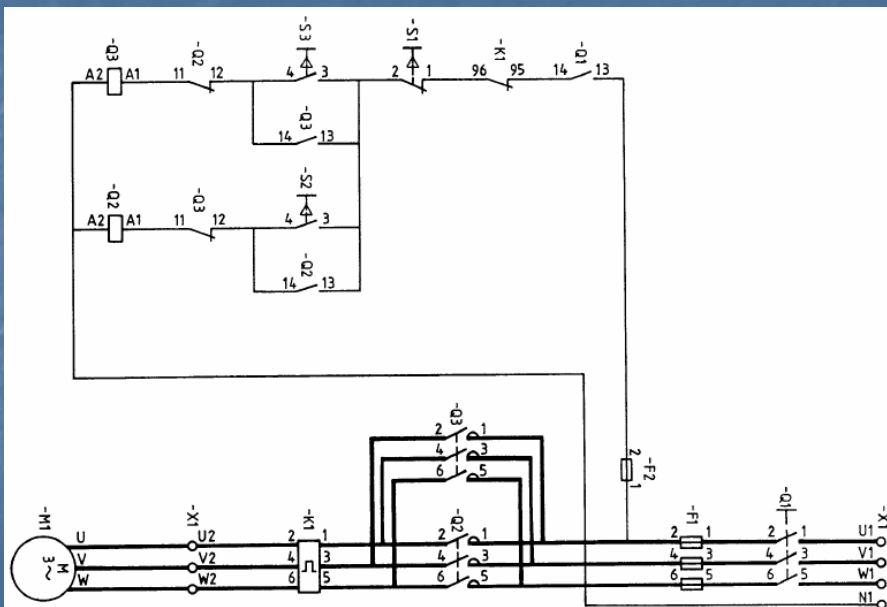 -Q3
-Q2
-S3
-S1
-K1
-Q1
A2 A1 11 12 4 3 2 1 96 95 14 13
-Q3
14 13
-Q2
-Q3
-S2
A2 A1 11 12 4 3
-Q2
14 13
-Q3
2 1
4 3
6 5
2
-F2
1
-M1
-X1
-K1
-Q2
-F1
-Q1
-X1
U U2 2 1 2 1 2 1 2 1 U1
V V2 4 3 4 3 4 3 4 3 V1
W W2 6 5 6 5 6 5 6 5 W1
M
3~
N1